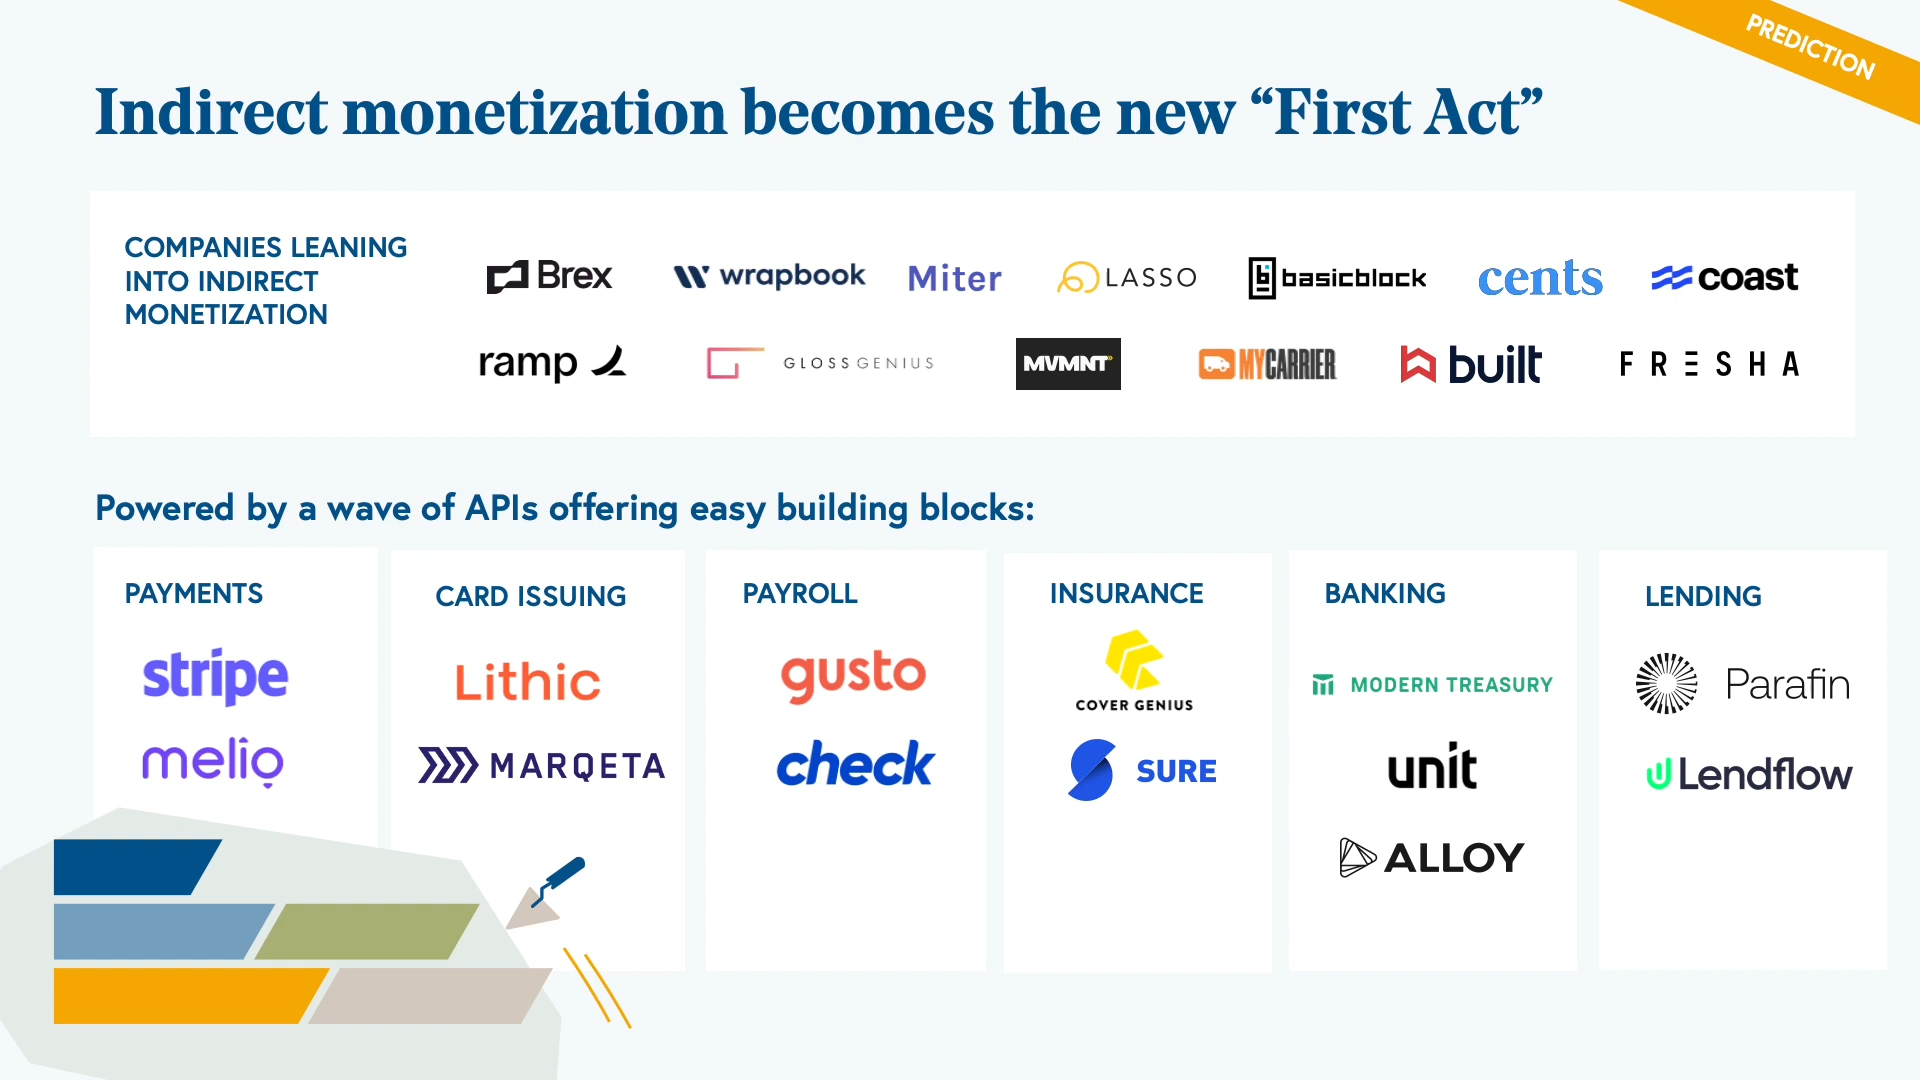 PREDICTION
Indirect monetization becomes the new “First Act”
COMPANIES LEANING
INTO INDIRECT
MONETIZATION
Brex
wrapbook
Miter
LASSO
basicblock
cents
coast
ramp
GLOSSGENIUS
MVMNT
MYCARRIER
built
FRESHA
Powered by a wave of APIs offering easy building blocks:
PAYMENTS
stripe
melio
CARD ISSUING
Lithic
MARQETA
PAYROLL
gusto
check
INSURANCE
COVER GENIUS
SURE
BANKING
MODERN TREASURY
unit
ALLOY
LENDING
Parafin
Lendflow